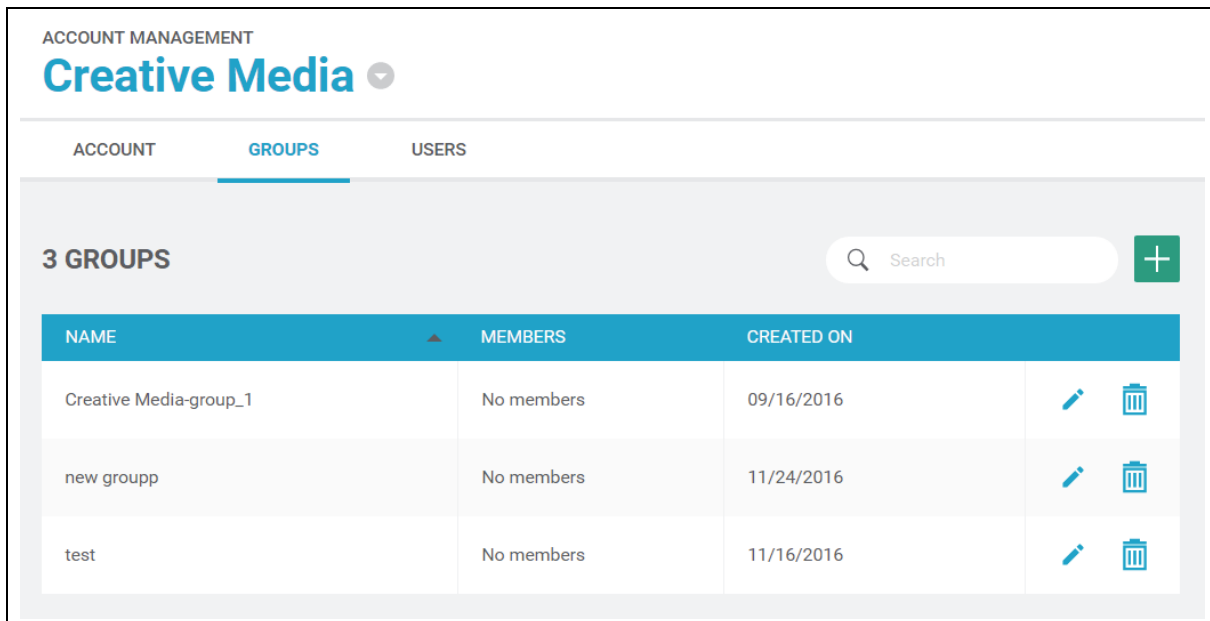 ACCOUNT MANAGEMENT
Creative Media
ACCOUNT GROUPS USERS
3 GROUPS Search
NAME MEMBERS CREATED ON
Creative Media-group_1 No members 09/16/2016
new groupp No members 11/24/2016
test No members 11/16/2016